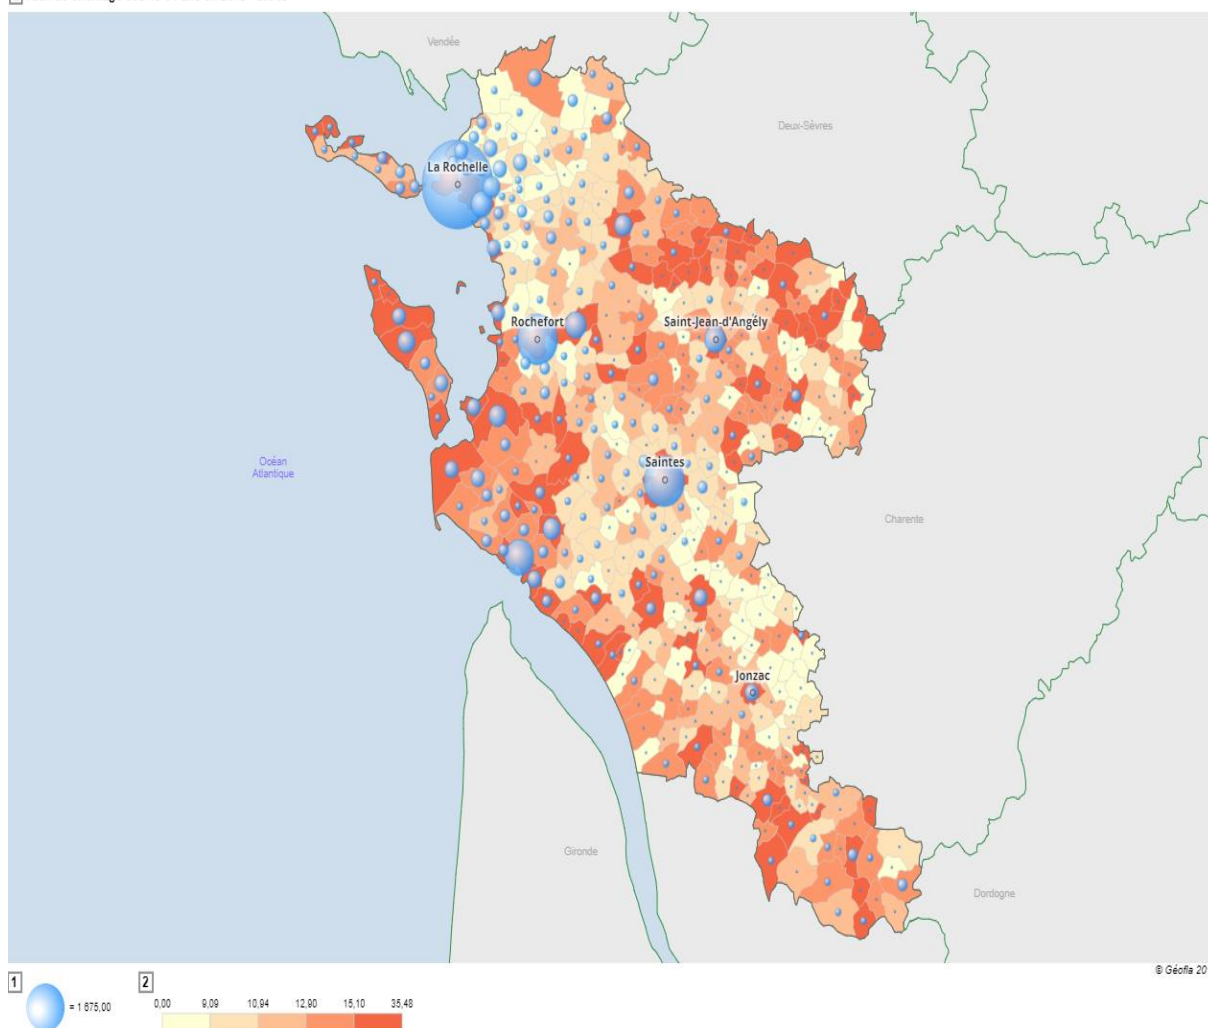 Vendée
Deux-Sèvres
La Rochelle
Rochefort
Saint-Jean-d'Angély
Océan
Atlantique
Saintes
Charente
Jonzac
Gironde
Dordogne
© Géofla 20
1
2
= 1 675,00
0,00 9,09 10,94 12,90 15,10 35,48